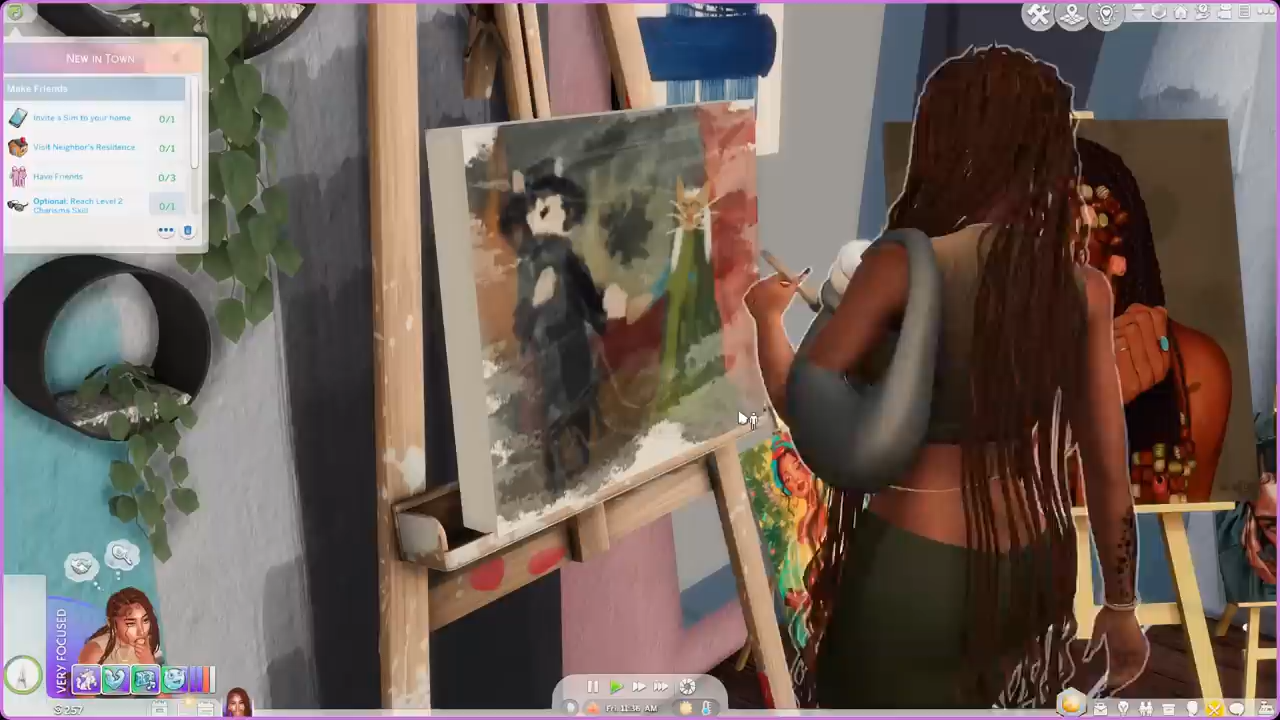 New in Town
Make Friends
Invite a Sim to your home 0/1
Visit Neighbor's Residence 0/1
Have Friends 0/3
Optional: Reach Level 2 0/1
Charisma Skill
VERY FOCUSED
§257
Fri. 11:36 AM